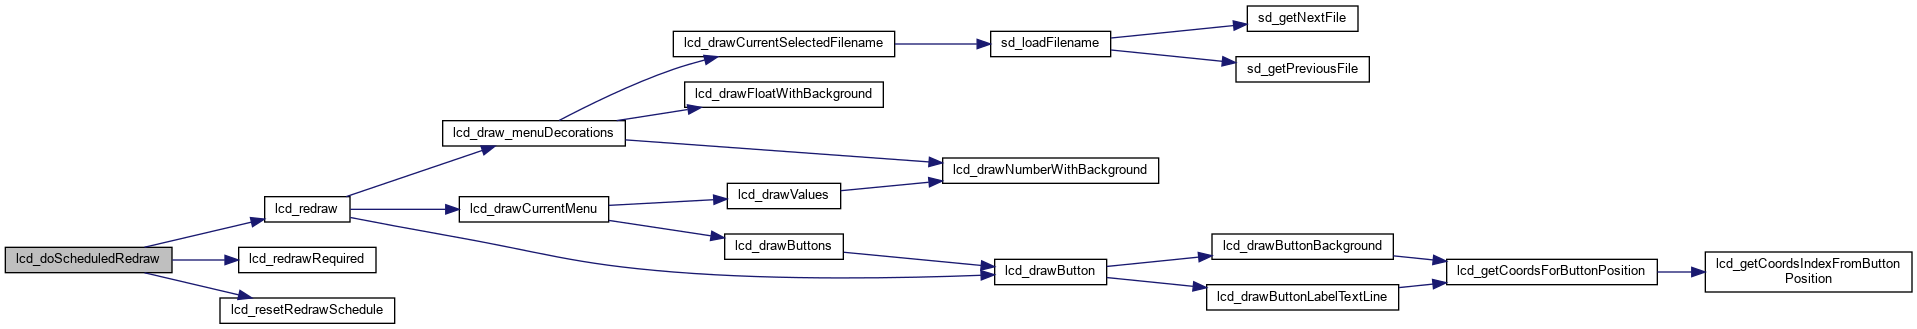 sd_getNextFile
lcd_drawCurrentSelectedFilename
sd_loadFilename
sd_getPreviousFile
lcd_drawFloatWithBackground
lcd_draw_menuDecorations
lcd_drawNumberWithBackground
lcd_drawValues
lcd_redraw
lcd_drawCurrentMenu
lcd_drawButtons
lcd_drawButtonBackground
lcd_doScheduledRedraw
lcd_redrawRequired
lcd_drawButton
lcd_getCoordsForButtonPosition
lcd_getCoordsIndexFromButton
Position
lcd_drawButtonLabelTextLine
lcd_resetRedrawSchedule